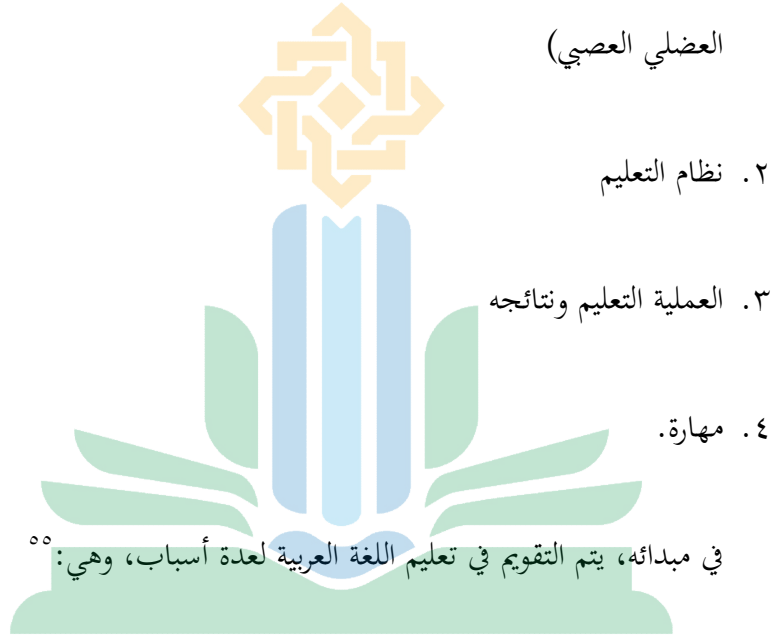 العضلي العصبي)
٢. نظام التعليم
٣. العملية التعليم ونتائجه
٤. مهارة.
في مبدائه، يتم التقويم في تعليم اللغة العربية لعدة أسباب، وهي:٥٥